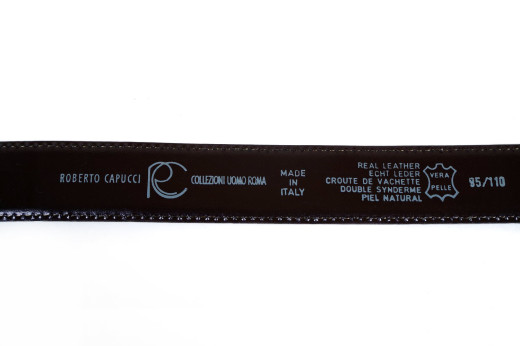 ROBERTO CAPUCCI
RC
COLLEZIONI UOMO ROMA
MADE
IN
ITALY
REAL LEATHER
ECHT LEDER
CROUTE DE VACHETTE
DOUBLE SYNDERME
PIEL NATURAL
VERA
PELLE
95/110